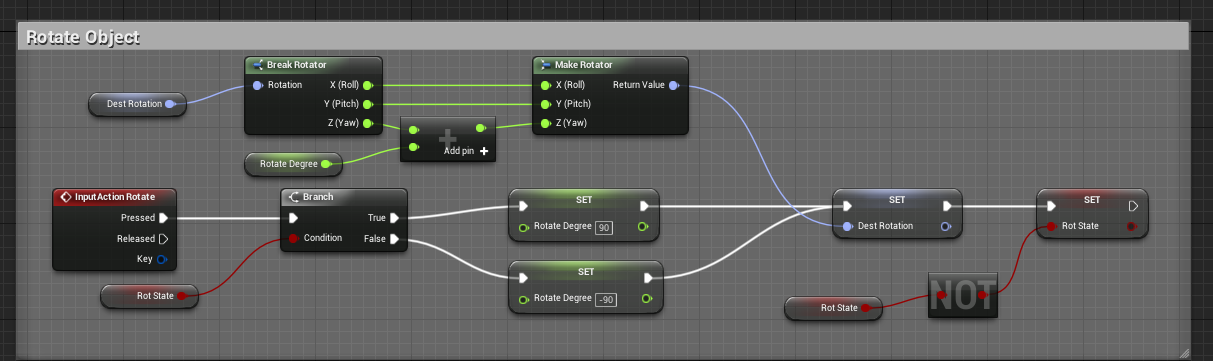 Rotate Object
Break Rotator
Rotation
X (Roll)
Y (Pitch)
Z (Yaw)
Make Rotator
X (Roll)
Return Value
Y (Pitch)
Z (Yaw)
Dest Rotation
+
Add pin +
Rotate Degree
InputAction Rotate
Pressed
Released
Key
Branch
True
Condition
False
SET
Rotate Degree 90
SET
Rotate Degree -90
SET
Dest Rotation
SET
Rot State
Rot State
Rot State
NOT